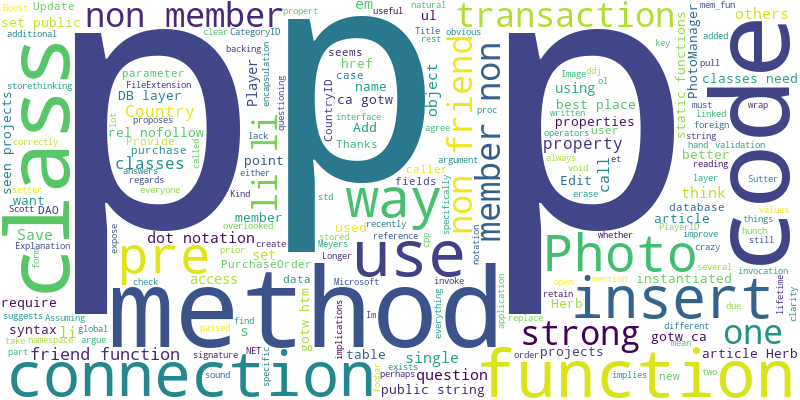 Boost
Update
additional
set public
non member
em
ul
transaction
useful
natural
obvious
mem_fun
others
CategoryID
propert
Title
rest
set
clear
backing
encapsulation
questioning
class
p
p
p
code
parameter
FileExtension
DB layer
storethinking
Country
proposes
rel nofollow
Provide
purchase
classes
answers
regards
everyone
called
lot
correctly
setter
seen projects
want
Scott
DAO
Save
Explanation
form
Player
li li
lack
point
either
Kind
member
seems
href
case
name
ca gotw
CountryID
interface
Add
Thanks
object
agree
argument
caller
fields
std
way
non friend
member non
specifically
Image
ddj
using
ol
best place
written
properties
operators
user
property
always
void
et
Edit
erase
call
key
added
static functions
PhotoManager
pull
classes need
must
linked
wrap
foreign
string
hand validation
better
reading
layer
Sutter
think
database
values
article
PlayerID
things
improve
hunch
crazy
still
whether
expose
dot notation
overlooked
used
stored
recently
cpp
notation
pre
set
create
Meyers
reference
prior
Longer
use
Photo
several
invocation
instantiated
access
PurchaseOrder
Microsoft
invoke
open
mention
due
lifetime
clarity
require
Assuming
check
data
method
insert
retain
Herb
suggests
global
syntax
li
take
namespace
argue
passed
s
find
gotw htm
implications
Im
everything
application
replace
strong
one
different
gotw ca
mean
part
friend function
signature
NET
specific
table
single
exists
order
projects
article Herb
connection
sound
foobar
perhaps
question
public string
function
implies
new
two
proc
possible